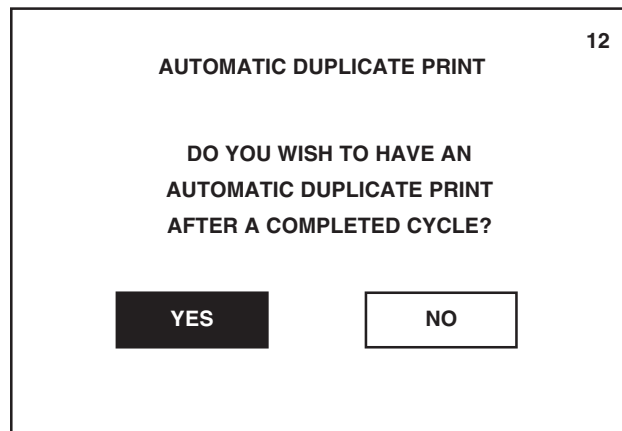 12
AUTOMATIC DUPLICATE PRINT
DO YOU WISH TO HAVE AN
AUTOMATIC DUPLICATE PRINT
AFTER A COMPLETED CYCLE?
YES
NO